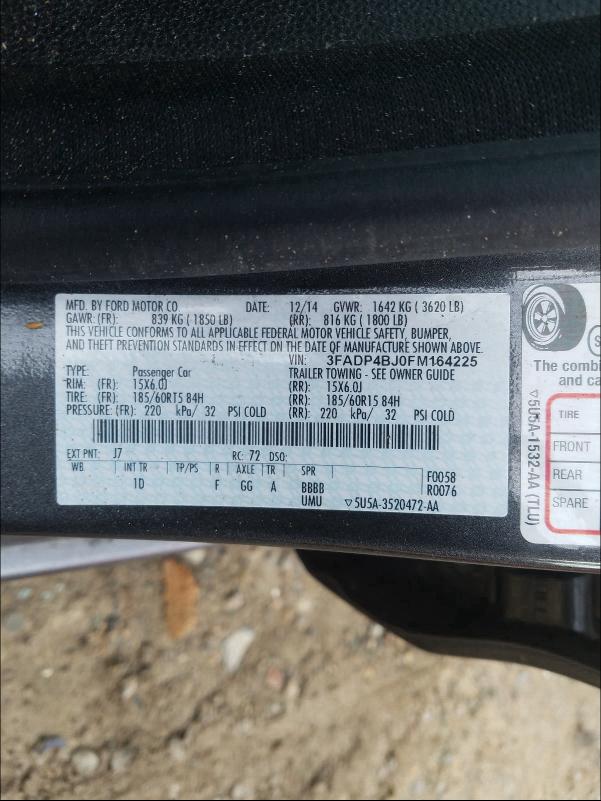 MFD. BY FORD MOTOR CO. DATE: 12/14 GVWR: 1642 KG ( 3620 LB)
GAWR: (FR): 839 KG ( 1850 LB) (RR): 816 KG ( 1800 LB)
THIS VEHICLE CONFORMS TO ALL APPLICABLE FEDERAL MOTOR VEHICLE SAFETY, BUMPER,
AND THEFT PREVENTION STANDARDS IN EFFECT ON THE DATE OF MANUFACTURE SHOWN ABOVE.
VIN: 3FADP4BJ0FM164225
TYPE: Passenger Car TRAILER TOWING - SEE OWNER GUIDE
RIM: (FR): 15X6.0J (RR): 15X6.0J
TIRE: (FR): 185/60R15 84H (RR): 185/60R15 84H
PRESSURE: (FR): 220 kPa/ 32 PSI COLD (RR): 220 kPa/ 32 PSI COLD
EXT PNT: J7 RC: 72 DSO:
WB INT TR TP/PS R AXLE TR SPR F0058
1D F GG A BBBB R0076
UMU ▽5U5A-3520472-AA
The combi
and ca
TIRE
FRONT
REAR
SPARE
▽5U5A-1532-AA (TLU)